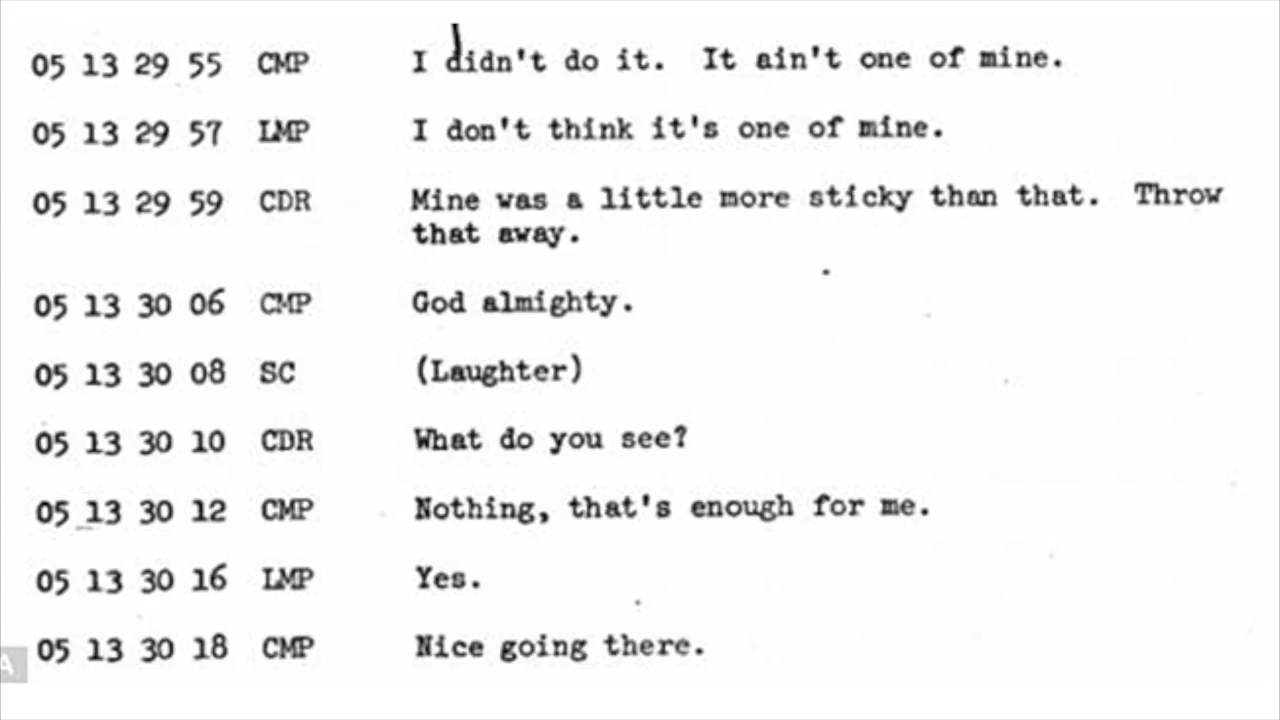 05 13 29 55 CMP I didn't do it. It ain't one of mine.
05 13 29 57 LMP I don't think it's one of mine.
05 13 29 59 CDR Mine was a little more sticky than that. Throw
that away.
05 13 30 06 CMP God almighty.
05 13 30 08 SC (Laughter)
05 13 30 10 CDR What do you see?
05 13 30 12 CMP Nothing, that's enough for me.
05 13 30 16 LMP Yes.
05 13 30 18 CMP Nice going there.
A